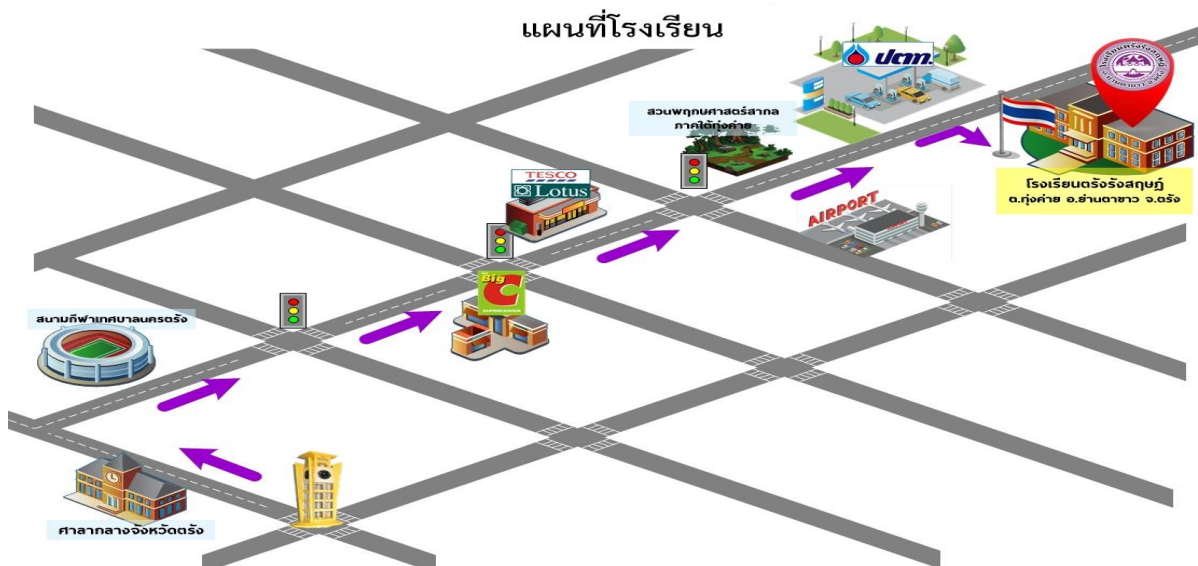 แผนที่โรงเรียน
ปตท.
สวนพฤกษศาสตร์สากล
ภาคใต้ทุ่งค่าย
TESCO
Lotus
AIRPORT
โรงเรียนตรังรังสฤษฎ์
ต.ทุ่งค่าย อ.ย่านตาขาว จ.ตรัง
Big
C
SUPERCENTER
สนามกีฬาเทศบาลนครตรัง
ศาลากลางจังหวัดตรัง